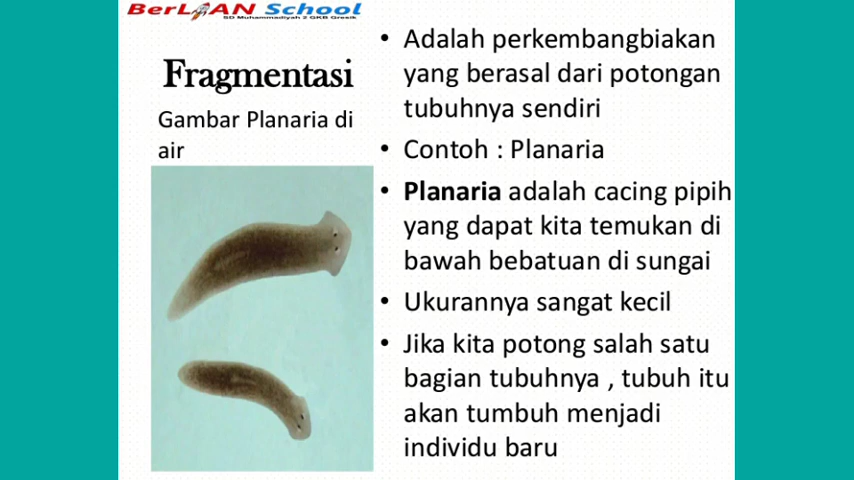 BerLIAN School
SD Muhammadiyah 2 GKB Gresik
Fragmentasi
Gambar Planaria di
air
• Adalah perkembangbiakan
yang berasal dari potongan
tubuhnya sendiri
• Contoh : Planaria
• Planaria adalah cacing pipih
yang dapat kita temukan di
bawah bebatuan di sungai
• Ukurannya sangat kecil
• Jika kita potong salah satu
bagian tubuhnya , tubuh itu
akan tumbuh menjadi
individu baru